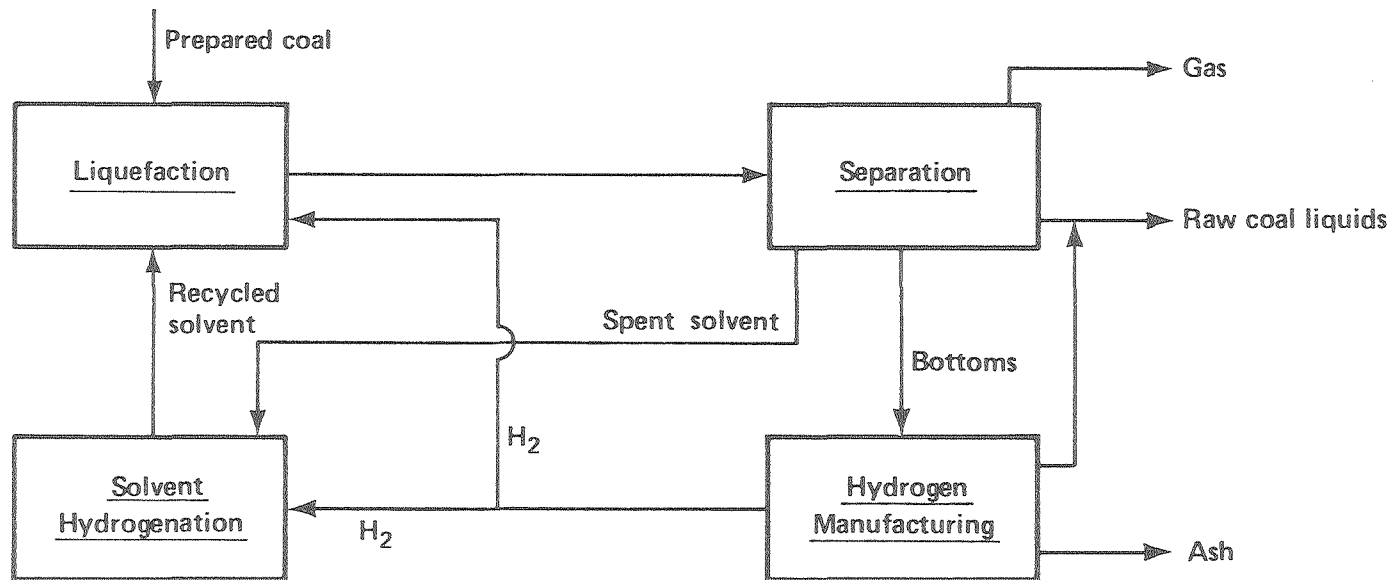 Prepared coal
Gas
Liquefaction
Separation
Raw coal liquids
Recycled
solvent
Spent solvent
Bottoms
H₂
Solvent
Hydrogenation
H₂
Hydrogen
Manufacturing
Ash